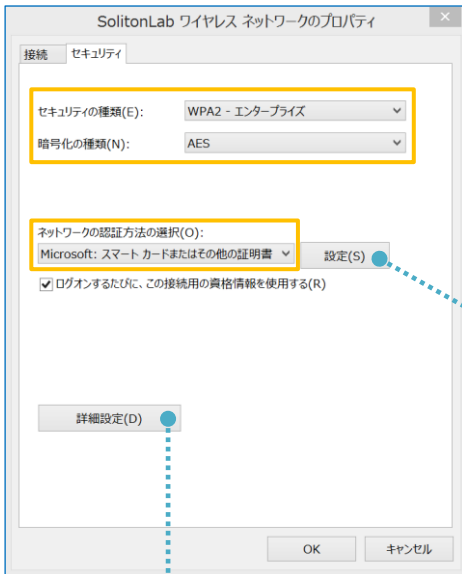 SolitonLab ワイヤレス ネットワークのプロパティ
接続 セキュリティ
セキュリティの種類(E): WPA2 - エンタープライズ
暗号化の種類(N): AES
ネットワークの認証方法の選択(O):
Microsoft: スマート カードまたはその他の証明書 設定(S)
ログオンするたびに、この接続用の資格情報を使用する(R)
詳細設定(D)
OK キャンセル